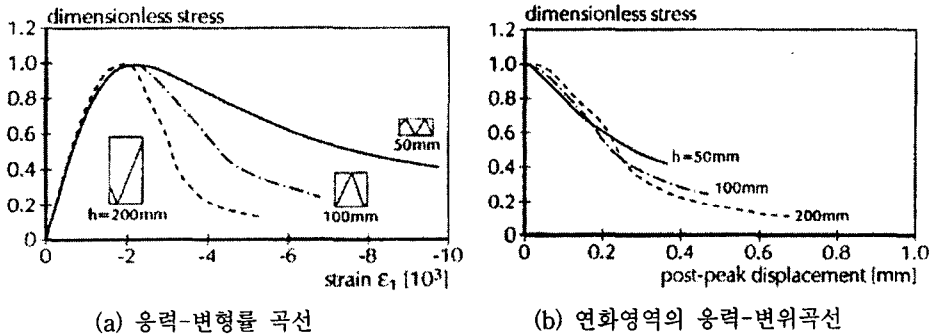 dimensionless stress
1.2
1.0
0.8
0.6
0.4
0.2
0
0 -2 -4 -6 -8 -10
strain ε1 [10³]
h=200mm
100mm
50mm
(a) 응력-변형률 곡선
dimensionless stress
1.2
1.0
0.8
0.6
0.4
0.2
0
0 0.2 0.4 0.6 0.8 1.0
post-peak displacement [mm]
h=50mm
100mm
200mm
(b) 연화영역의 응력-변위곡선